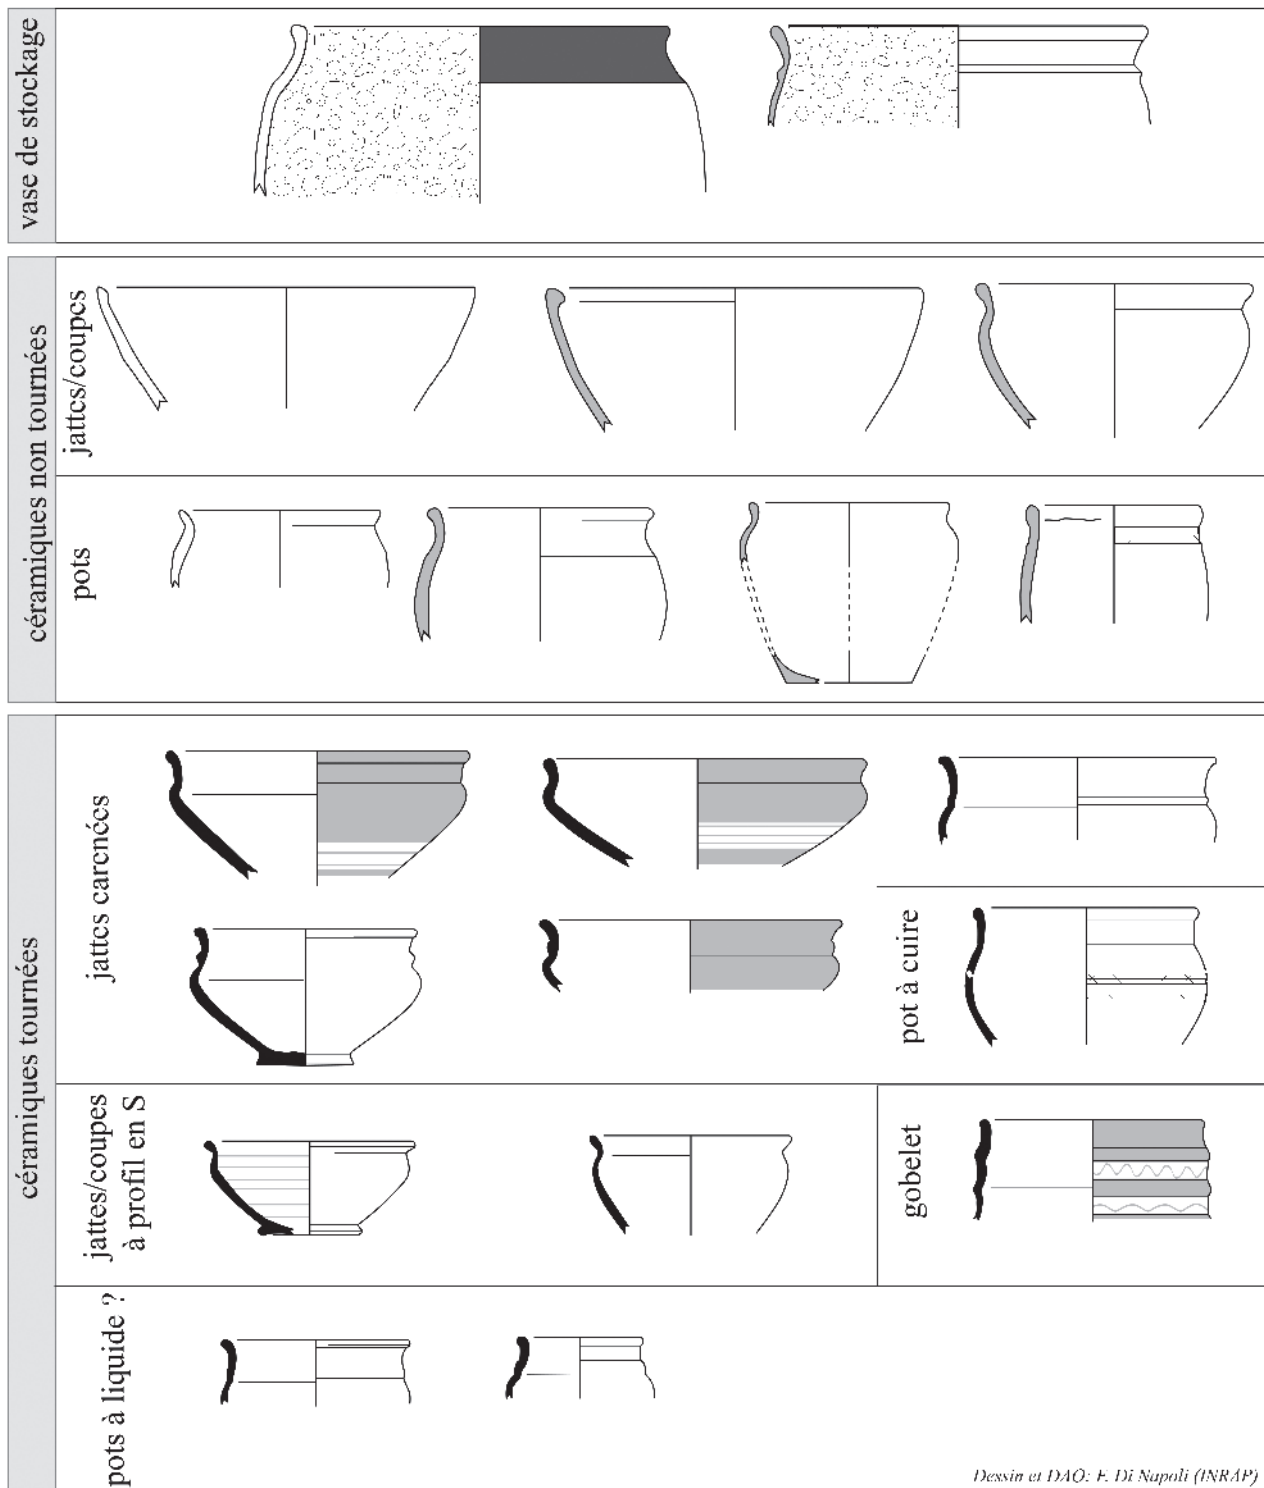 vase de stockage
céramiques non tournées
jattes/coupes
pots
céramiques tournées
jattes carénées
pot à cuire
jattes/coupes
à profil en S
gobelet
pots à liquide ?
Dessin et DAO: F. Di Napoli (INRAP)